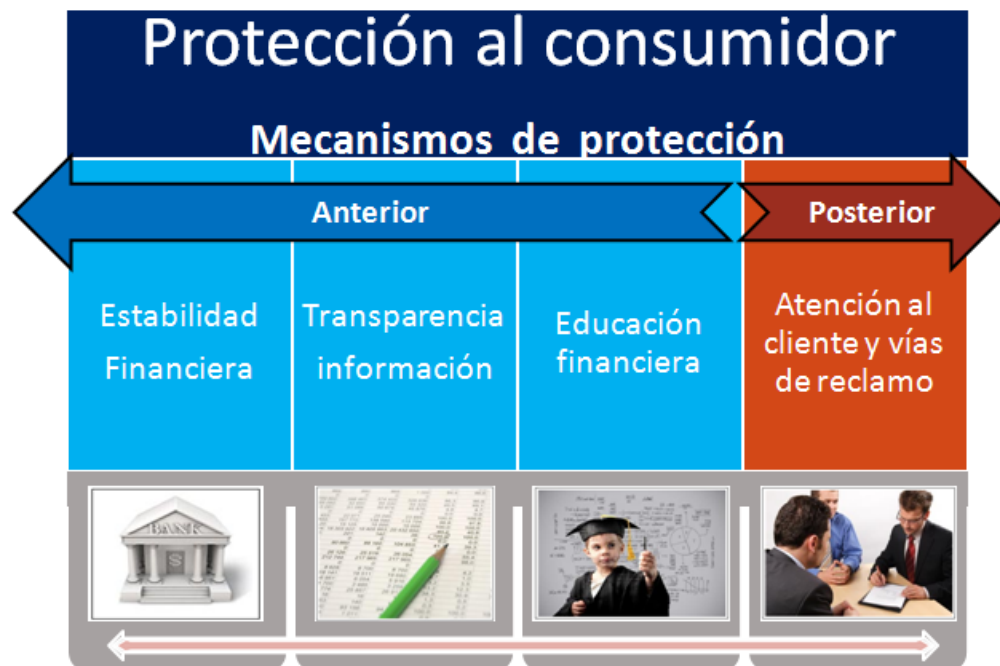 Protección al consumidor
Mecanismos de protección
Anterior
Posterior
Estabilidad
Financiera
Transparencia
información
Educación
financiera
Atención al
cliente y vías
de reclamo
BANK
$